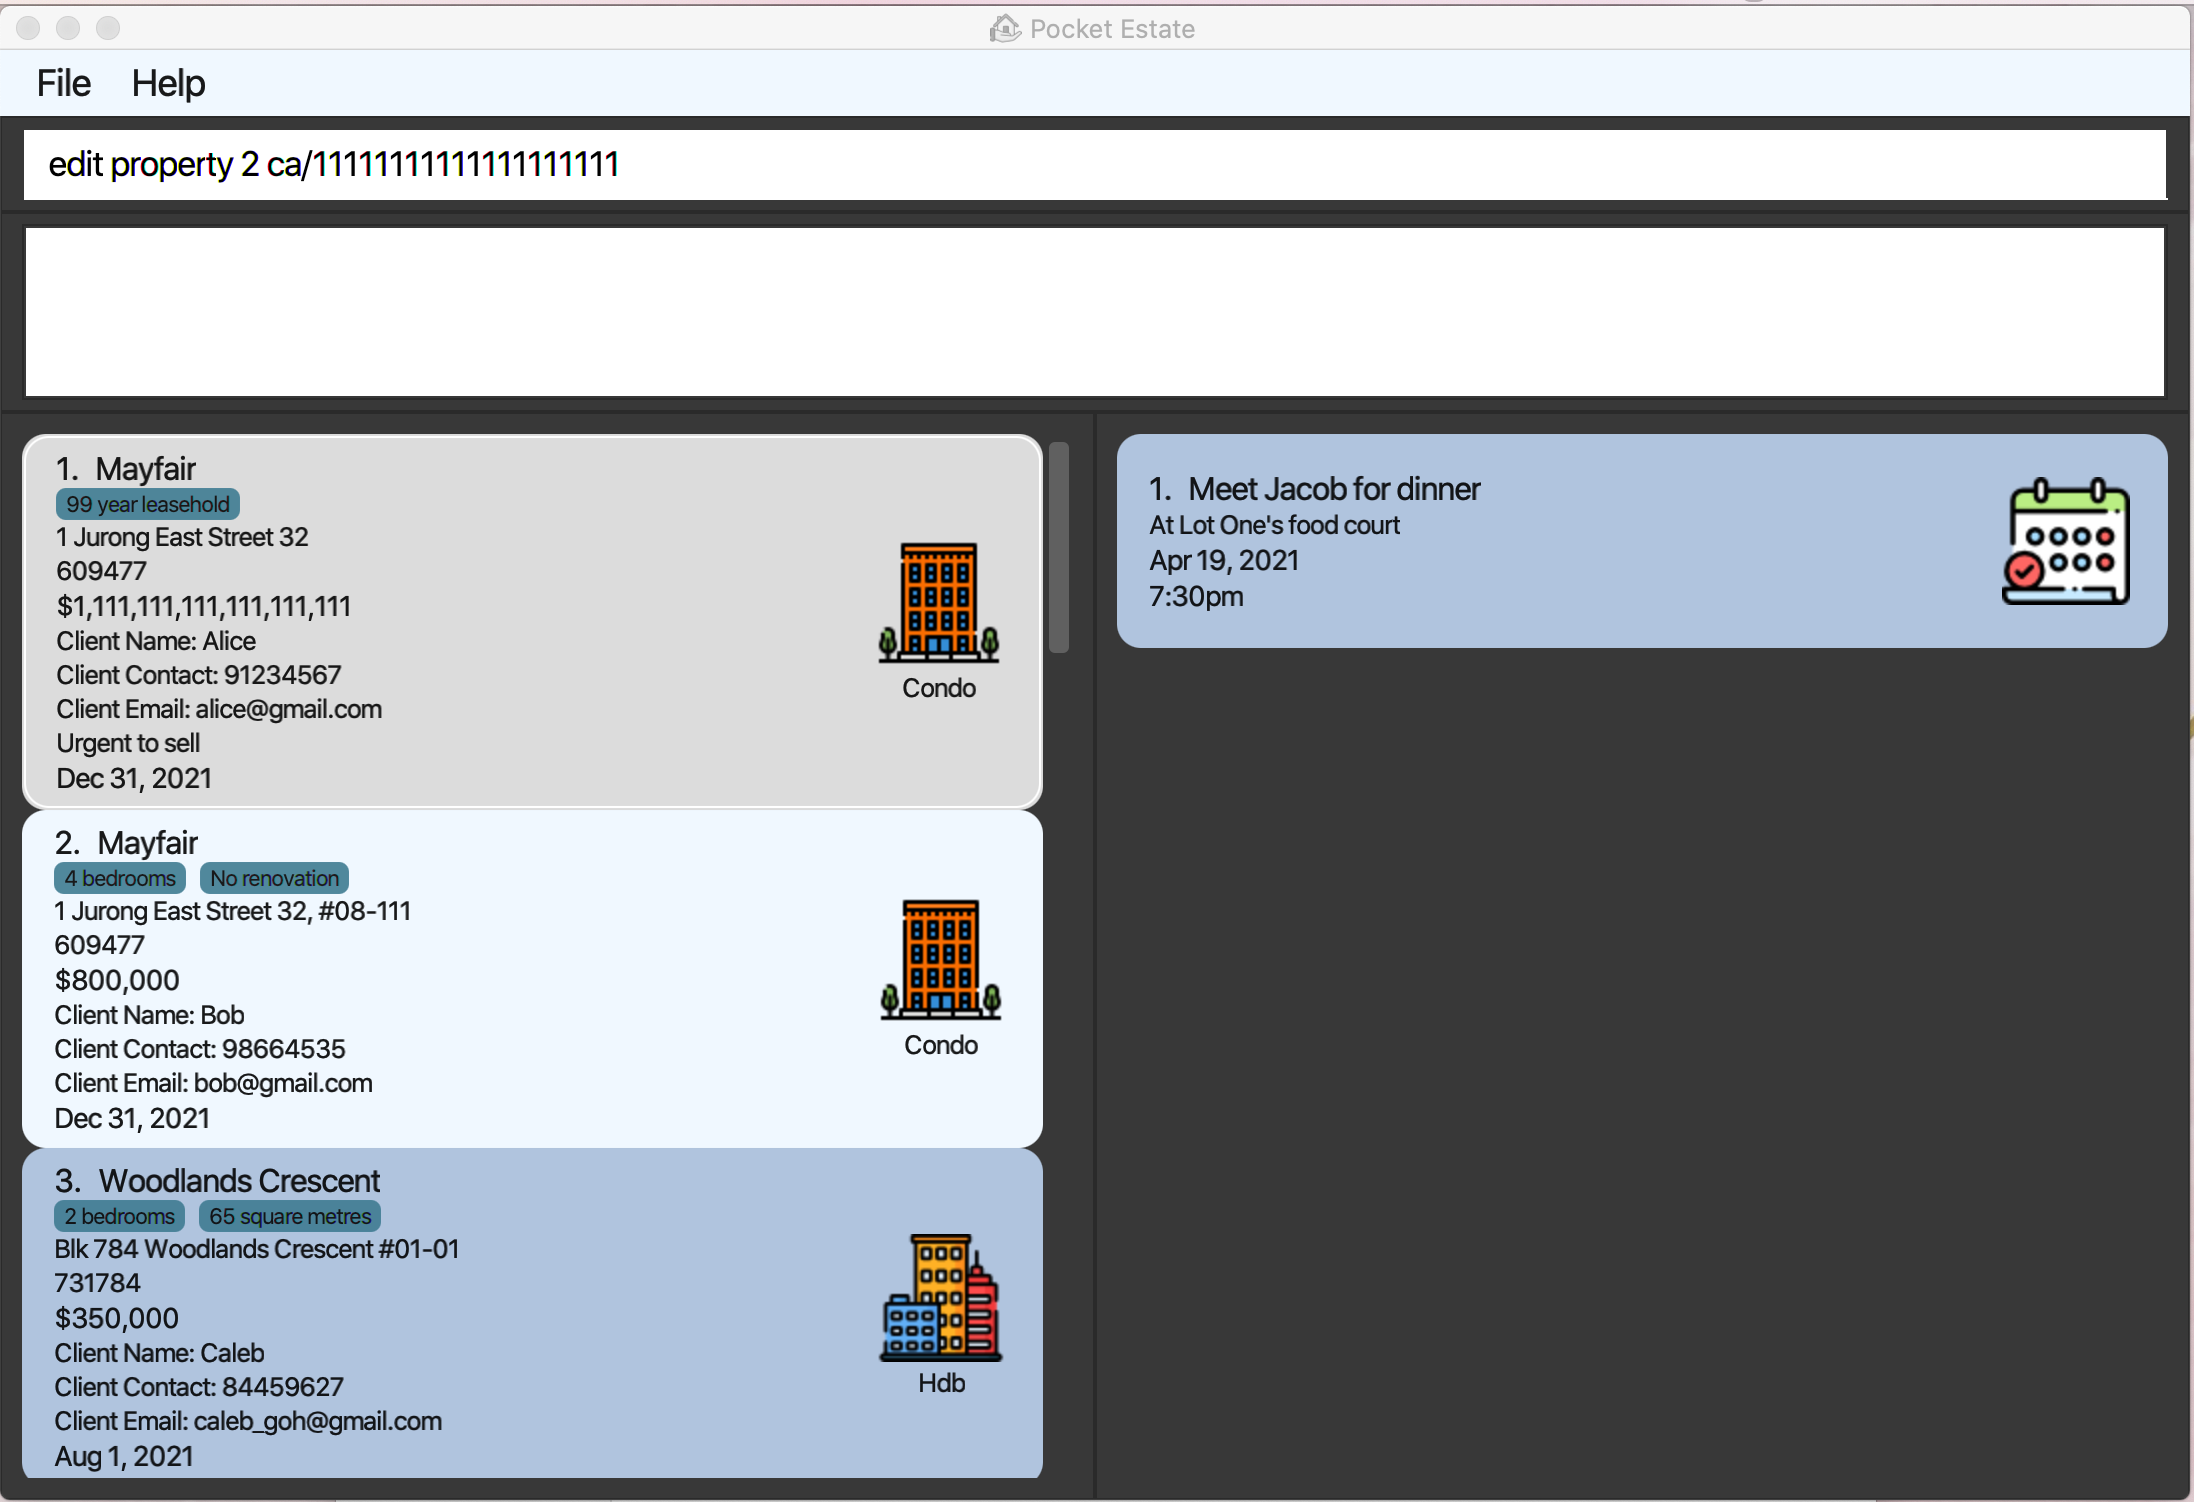 Pocket Estate
File Help
edit property 2 ca/11111111111111111111
1. Mayfair
99 year leasehold
1 Jurong East Street 32
609477
$1,111,111,111,111,111,111
Client Name: Alice
Client Contact: 91234567
Client Email: alice@gmail.com
Urgent to sell
Dec 31, 2021
Condo
2. Mayfair
4 bedrooms No renovation
1 Jurong East Street 32, #08-111
609477
$800,000
Client Name: Bob
Client Contact: 98664535
Client Email: bob@gmail.com
Dec 31, 2021
Condo
3. Woodlands Crescent
2 bedrooms 65 square metres
Blk 784 Woodlands Crescent #01-01
731784
$350,000
Client Name: Caleb
Client Contact: 84459627
Client Email: caleb_goh@gmail.com
Aug 1, 2021
Hdb
1. Meet Jacob for dinner
At Lot One's food court
Apr 19, 2021
7:30pm